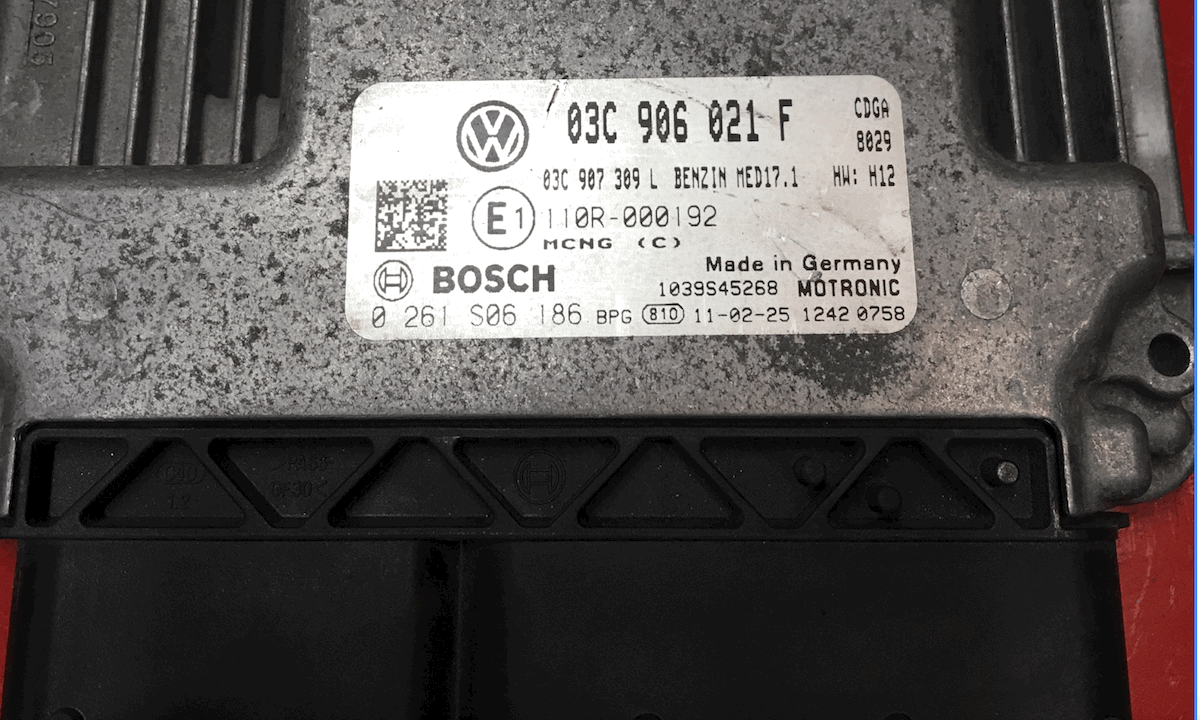 03C 906 021 F
CDGA
8029
03C 907 309 L BENZIN MED17.1 HW: H12
E1 110R-000192
MCNG (C)
BOSCH
Made in Germany
1039S45268 MOTRONIC
0 261 S06 186 BPG 810 11-02-25 1242 0758